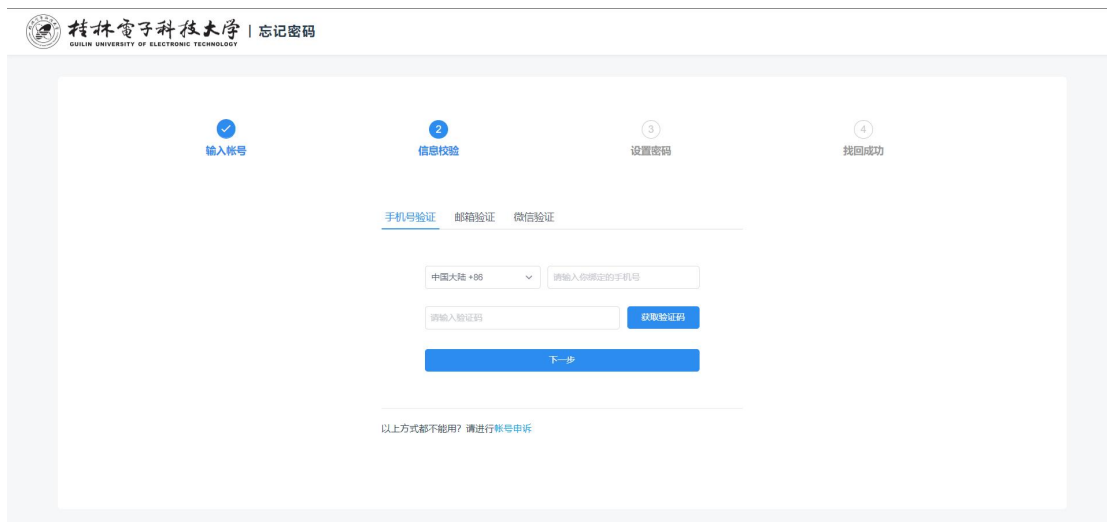 桂林電子科技大学 | 忘记密码
GUILIN UNIVERSITY OF ELECTRONIC TECHNOLOGY
2 3 4
输入帐号 信息校验 设置密码 找回成功
手机号验证 邮箱验证 微信验证
中国大陆 +86 请输入你绑定的手机号
请输入验证码 获取验证码
下一步
以上方式都不能用？请进行帐号申诉